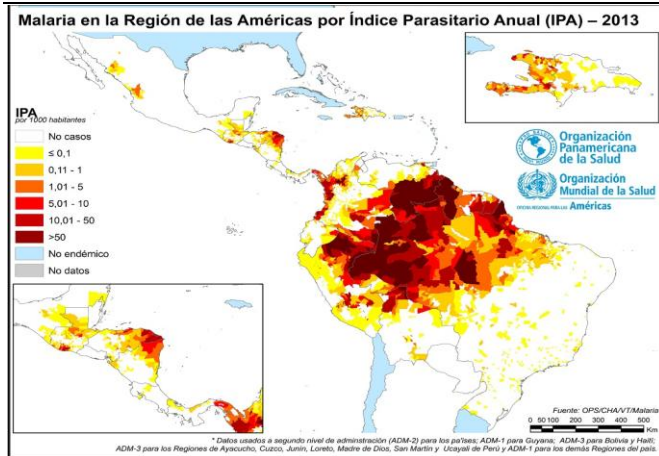 Malaria en la Región de las Américas por Índice Parasitario Anual (IPA) – 2013
IPA
por 1000 habitantes
No casos
≤ 0,1
0,11 - 1
1,01 - 5
5,01 - 10
10,01 - 50
>50
No endémico
No datos
Organización
Panamericana
de la Salud
Organización
Mundial de la Salud
OFICINA REGIONAL PARA LAS Américas
Fuente: OPS/CHA/VT/Malaria
0 50 100 200 300 400 500
Km
* Datos usados a segundo nivel de adminstración (ADM-2) para los países; ADM-1 para Guyana; ADM-3 para Bolivia y Haití;
ADM-3 para los Regiones de Ayacucho, Cuzco, Junín, Loreto, Madre de Dios, San Martín y Ucayali de Perú y ADM-1 para los demás Regiones del país.